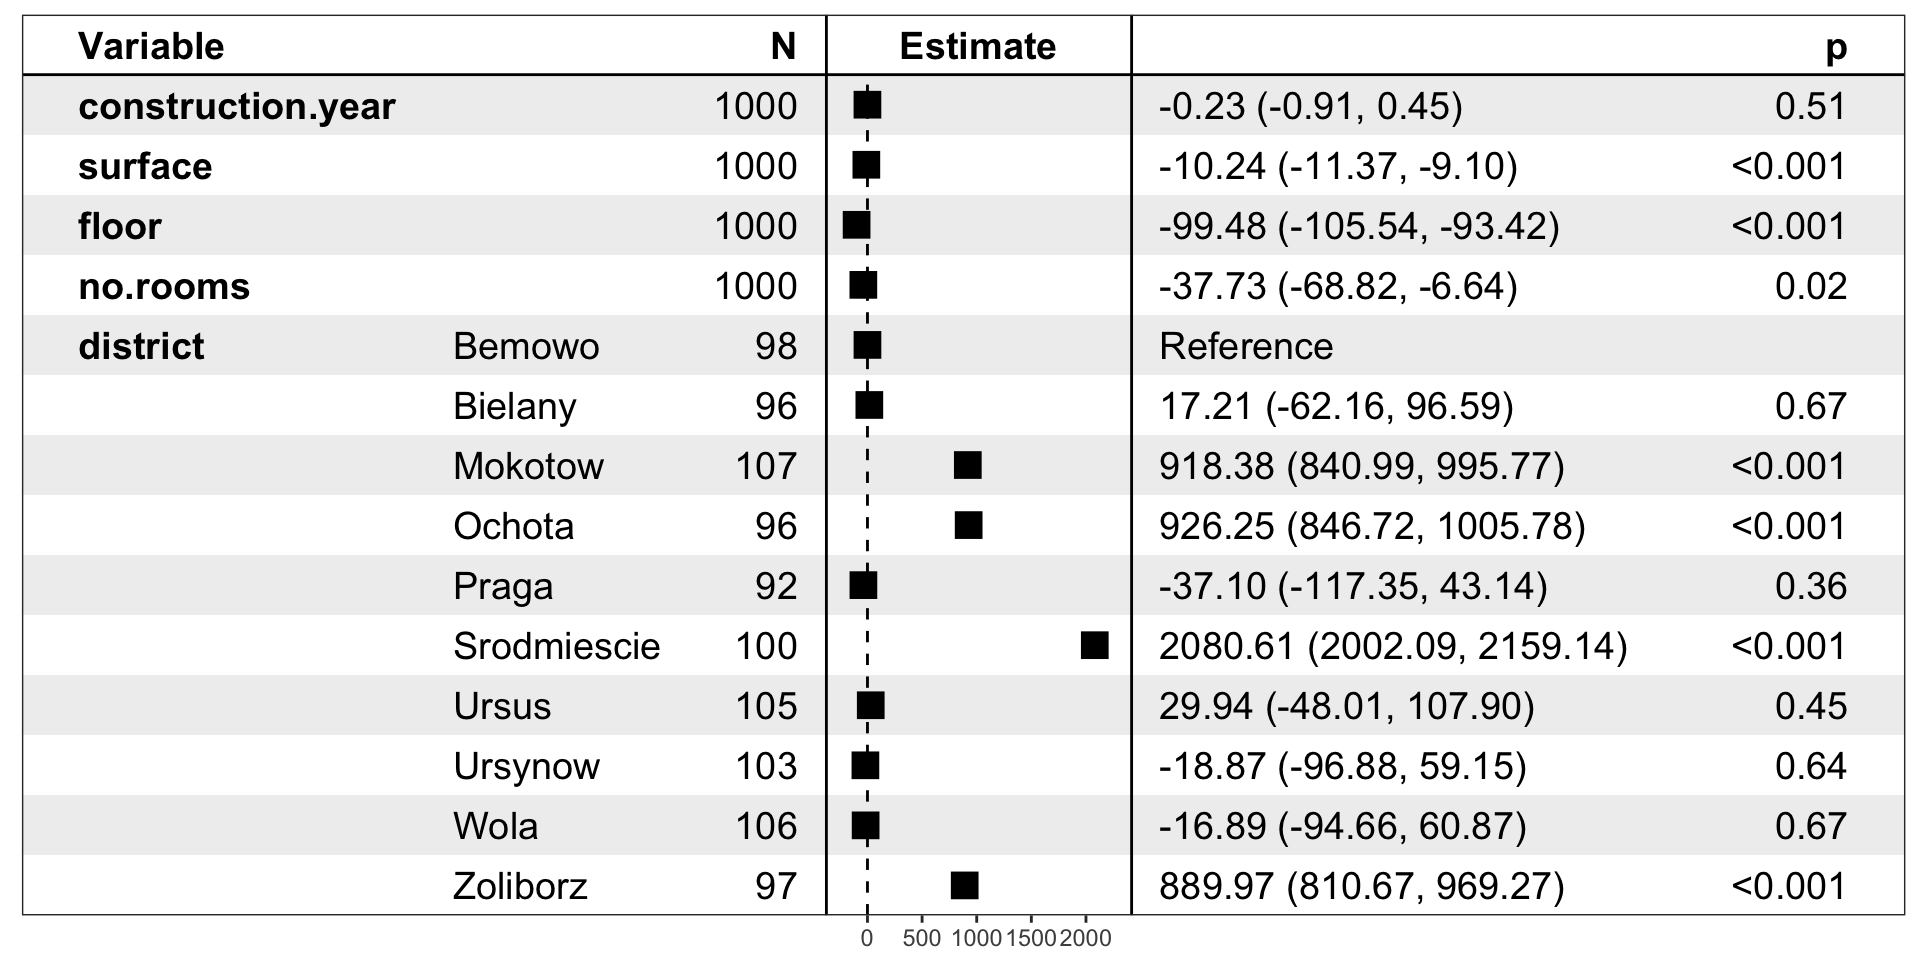 Variable N Estimate p
construction.year 1000 -0.23 (-0.91, 0.45) 0.51
surface 1000 -10.24 (-11.37, -9.10) <0.001
floor 1000 -99.48 (-105.54, -93.42) <0.001
no.rooms 1000 -37.73 (-68.82, -6.64) 0.02
district Bemowo 98 Reference
Bielany 96 17.21 (-62.16, 96.59) 0.67
Mokotow 107 918.38 (840.99, 995.77) <0.001
Ochota 96 926.25 (846.72, 1005.78) <0.001
Praga 92 -37.10 (-117.35, 43.14) 0.36
Srodmiescie 100 2080.61 (2002.09, 2159.14) <0.001
Ursus 105 29.94 (-48.01, 107.90) 0.45
Ursynow 103 -18.87 (-96.88, 59.15) 0.64
Wola 106 -16.89 (-94.66, 60.87) 0.67
Zoliborz 97 889.97 (810.67, 969.27) <0.001
0 500 1000 1500 2000